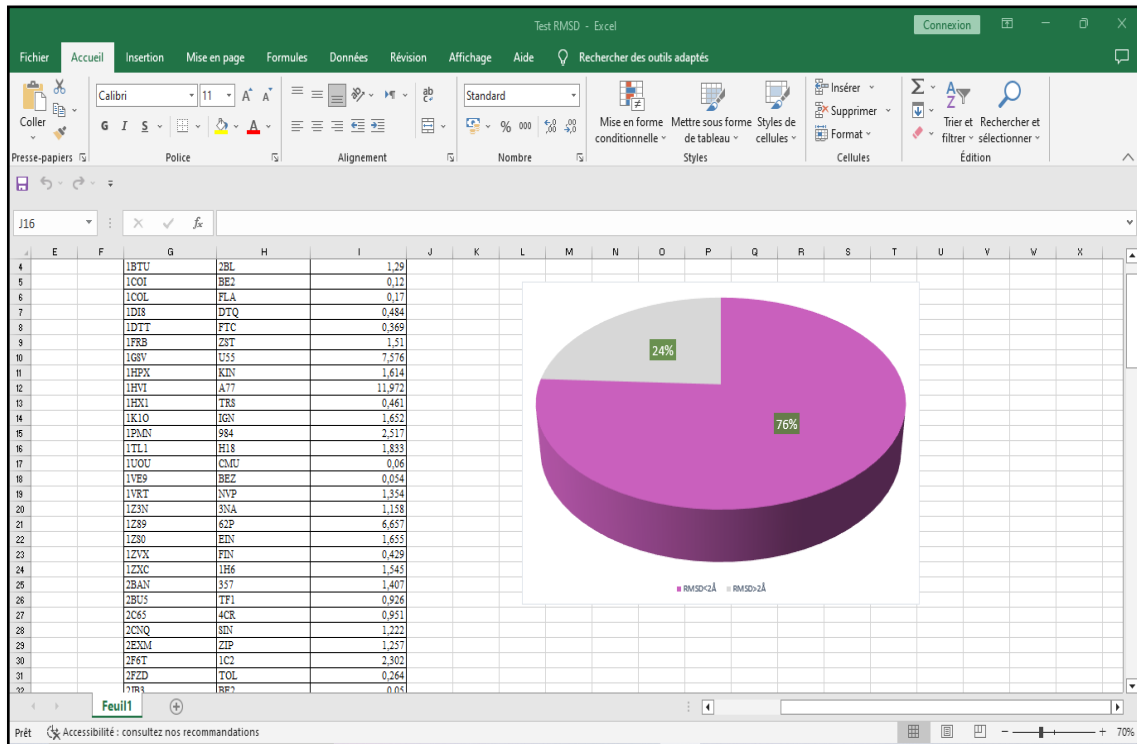 Test RMSD - Excel
Connexion
Fichier Accueil Insertion Mise en page Formules Données Révision Affichage Aide Rechercher des outils adaptés
Coller
Calibri 11 A A
G I S A
ab
Standard
% 000
Mise en forme conditionnelle
Mettre sous forme de tableau
Styles de cellules
Insérer
Supprimer
Format
Trier et filtrer
Rechercher et sélectionner
Presse-papiers Police Alignement Nombre Styles Cellules Édition
J16 fx
E F G H I J K L M N O P Q R S T U V W X
4 1BTU 2BL 1,29
5 1COI BE2 0,12
6 1COL FLA 0,17
7 1DI8 DTQ 0,484
8 1DTT FTC 0,369
9 1FRB ZST 1,51
10 1G8V U55 7,576
11 1HPX KIN 1,614
12 1HVI A77 11,972
13 1HX1 TRS 0,461
14 1K1O IGN 1,652
15 1PMN 984 2,517
16 1TL1 H18 1,833
17 1UOU CMU 0,06
18 1VE9 BEZ 0,054
19 1VRT NVP 1,354
20 1Z3N 3NA 1,158
21 1Z89 62P 6,657
22 1Z80 EIN 1,655
23 1ZVX FIN 0,429
24 1ZXC 1H6 1,545
25 2BAN 357 1,407
26 2BU5 TF1 0,926
27 2C65 4CR 0,951
28 2CNQ SIN 1,222
29 2EXM ZIP 1,257
30 2F6T 1C2 2,302
31 2FZD TOL 0,264
32 2JB3 BE2 0,05
24%
76%
RMSD<2Å RMSD>2Å
Feuil1
Prêt Accessibilité : consultez nos recommandations
70%